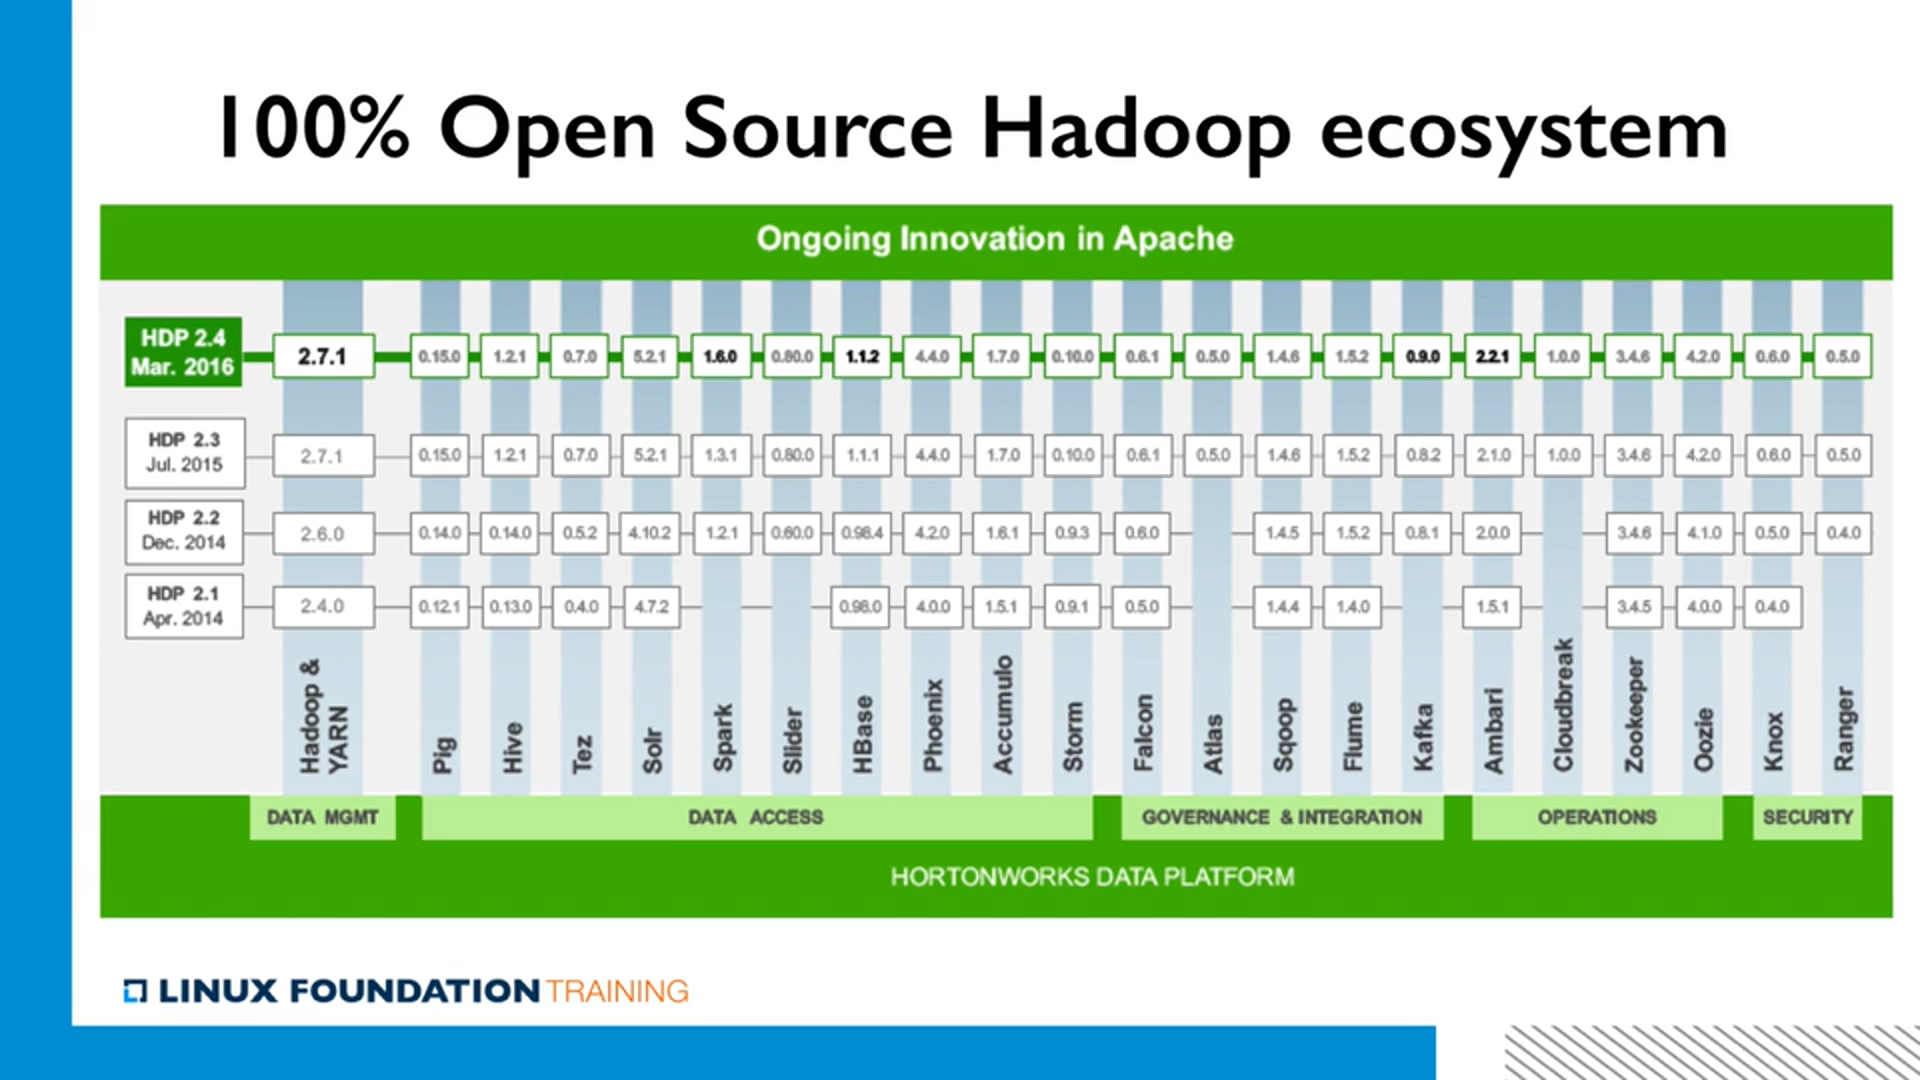 100% Open Source Hadoop ecosystem
Ongoing Innovation in Apache
HDP 2.4
Mar. 2016
2.7.1 0.15.0 1.2.1 0.7.0 5.2.1 1.6.0 0.80.0 1.1.2 4.4.0 1.7.0 0.10.0 0.6.1 0.5.0 1.4.6 1.5.2 0.9.0 2.2.1 1.0.0 3.4.6 4.2.0 0.6.0 0.5.0
HDP 2.3
Jul. 2015
2.7.1 0.15.0 1.2.1 0.7.0 5.2.1 1.3.1 0.80.0 1.1.1 4.4.0 1.7.0 0.10.0 0.6.1 0.5.0 1.4.6 1.5.2 0.8.2 2.1.0 1.0.0 3.4.6 4.2.0 0.6.0 0.5.0
HDP 2.2
Dec. 2014
2.6.0 0.14.0 0.14.0 0.5.2 4.10.2 1.2.1 0.60.0 0.98.4 4.2.0 1.6.1 0.9.3 0.6.0 1.4.5 1.5.2 0.8.1 2.0.0 3.4.6 4.1.0 0.5.0 0.4.0
HDP 2.1
Apr. 2014
2.4.0 0.12.1 0.13.0 0.4.0 4.7.2 0.98.0 4.0.0 1.5.1 0.9.1 0.5.0 1.4.4 1.4.0 1.5.1 3.4.5 4.0.0 0.4.0
Hadoop &
YARN
Pig
Hive
Tez
Solr
Spark
Slider
HBase
Phoenix
Accumulo
Storm
Falcon
Atlas
Sqoop
Flume
Kafka
Ambari
Cloudbreak
Zookeeper
Oozie
Knox
Ranger
DATA MGMT
DATA ACCESS
GOVERNANCE & INTEGRATION
OPERATIONS
SECURITY
HORTONWORKS DATA PLATFORM
LINUX FOUNDATION TRAINING